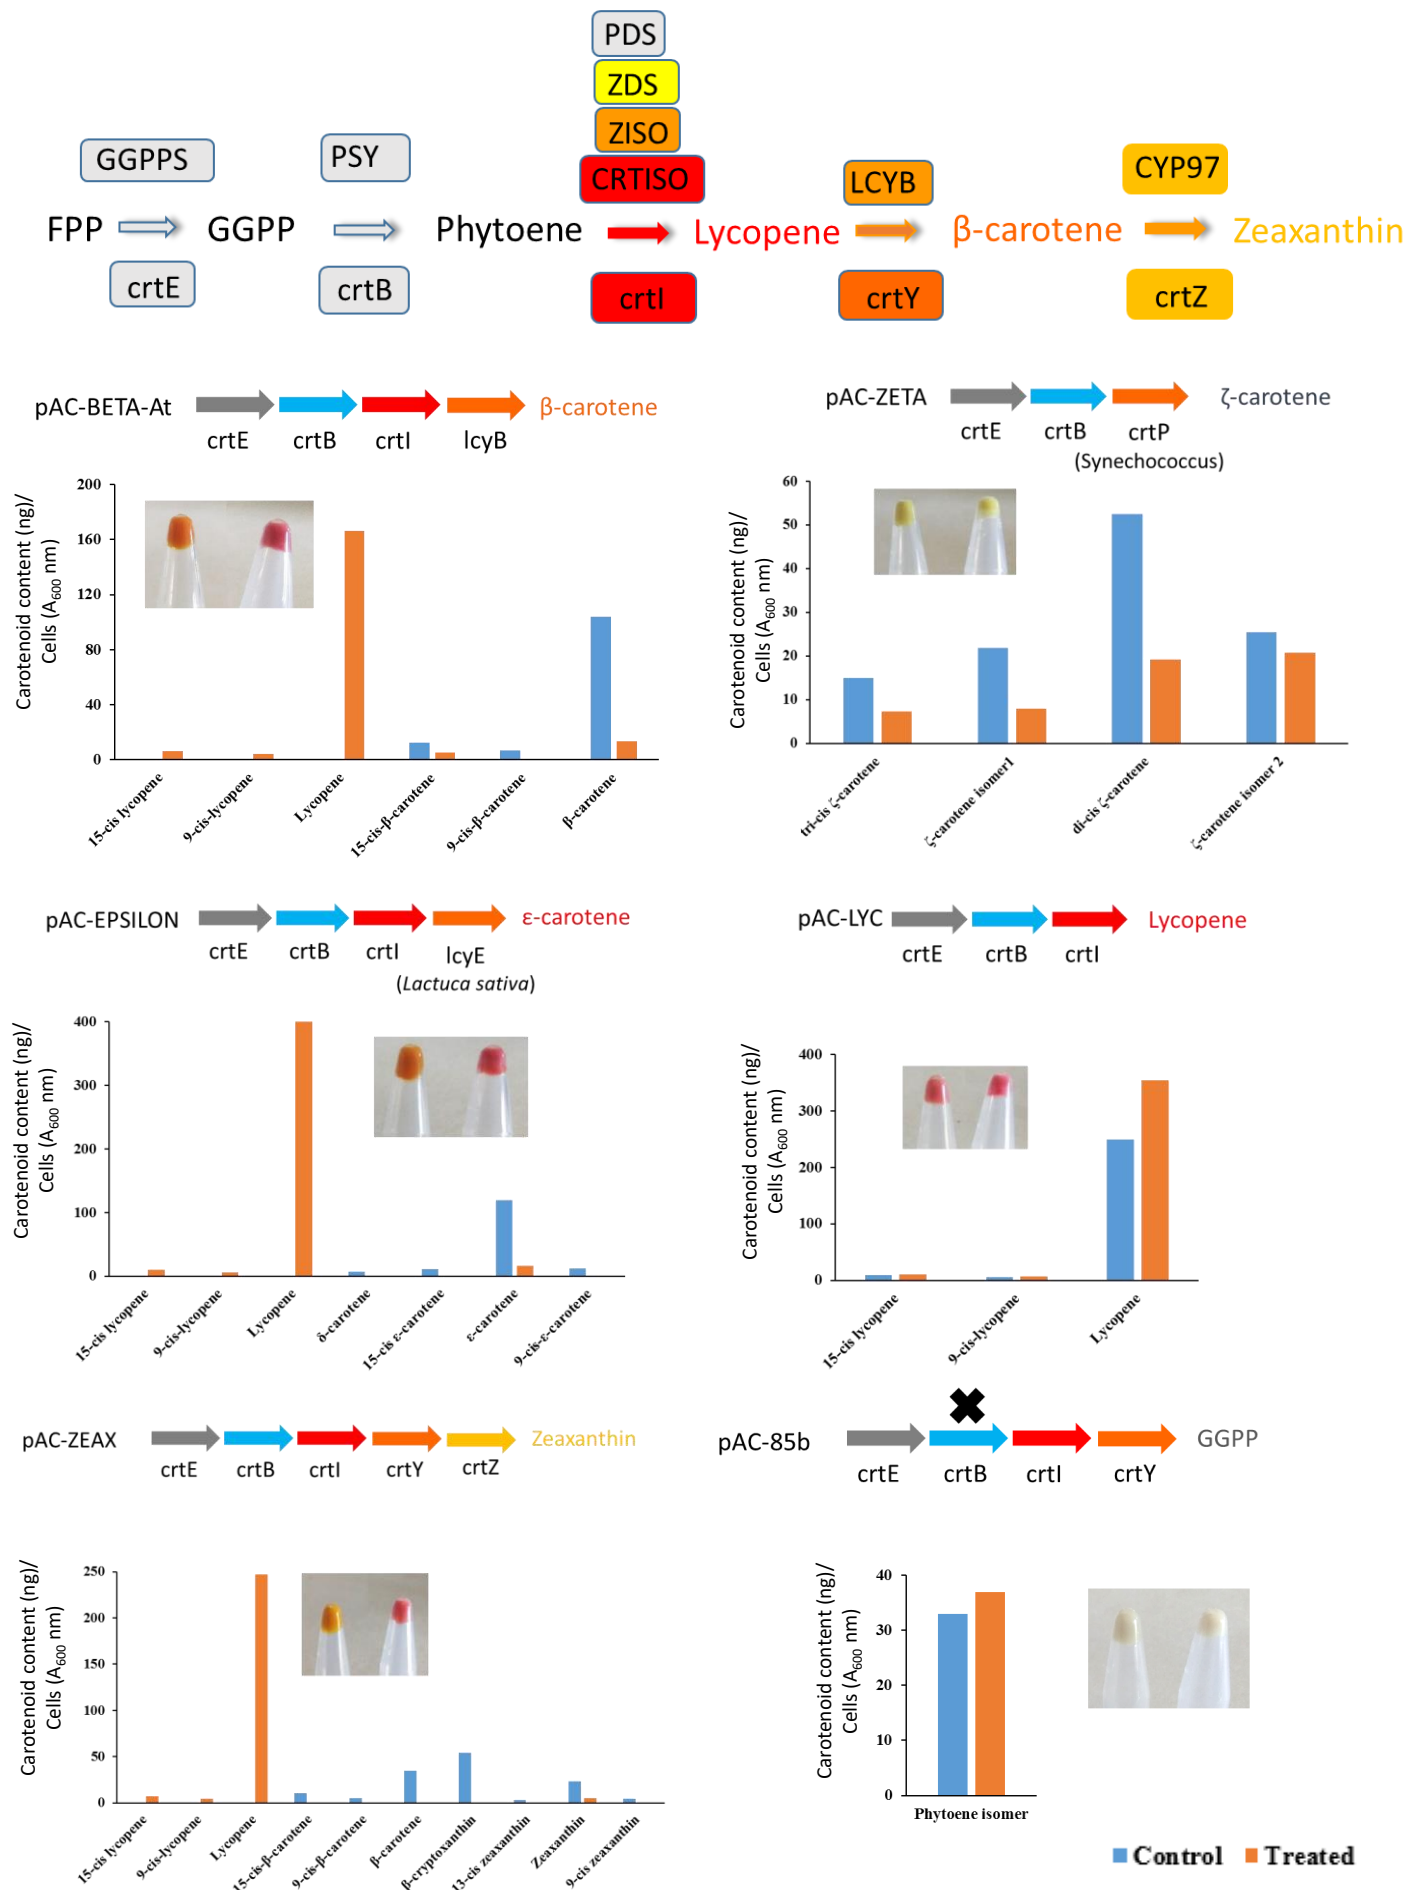 PDS
ZDS
ZISO
GGPPS PSY CRTISO LCYB CYP97
FPP GGPP Phytoene Lycopene β-carotene Zeaxanthin
crtE crtB crtI crtY crtZ
pAC-BETA-At β-carotene
crtE crtB crtI lcyB
Carotenoid content (ng)/
Cells (A600 nm)
200
160
120
80
40
0
15-cis lycopene
9-cis-lycopene
Lycopene
15-cis-β-carotene
9-cis-β-carotene
β-carotene
pAC-ZETA ζ-carotene
crtE crtB crtP
(Synechococcus)
Carotenoid content (ng)/
Cells (A600 nm)
60
50
40
30
20
10
0
tri-cis ζ-carotene
ζ-carotene isomer1
di-cis ζ-carotene
ζ-carotene isomer 2
pAC-EPSILON ε-carotene
crtE crtB crtI lcyE
(Lactuca sativa)
Carotenoid content (ng)/
Cells (A600 nm)
400
300
200
100
0
15-cis lycopene
9-cis-lycopene
Lycopene
δ-carotene
15-cis ε-carotene
ε-carotene
9-cis-ε-carotene
pAC-LYC Lycopene
crtE crtB crtI
Carotenoid content (ng)/
Cells (A600 nm)
400
300
200
100
0
15-cis lycopene
9-cis-lycopene
Lycopene
pAC-ZEAX Zeaxanthin
crtE crtB crtI crtY crtZ
Carotenoid content (ng)/
Cells (A600 nm)
250
200
150
100
50
0
15-cis lycopene
9-cis-lycopene
Lycopene
15-cis-β-carotene
9-cis-β-carotene
β-carotene
β-cryptoxanthin
13-cis zeaxanthin
Zeaxanthin
9-cis zeaxanthin
pAC-85b GGPP
crtE crtB crtI crtY
Carotenoid content (ng)/
Cells (A600 nm)
40
30
20
10
0
Phytoene isomer
Control Treated